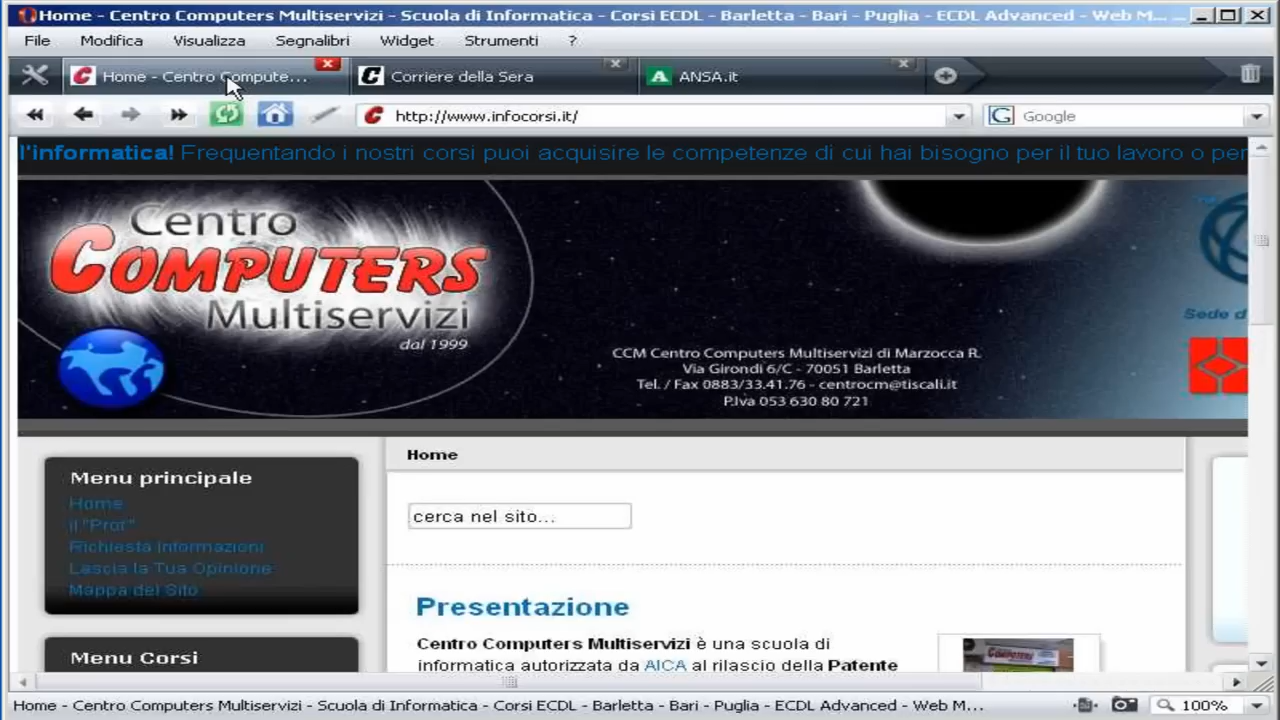 Home - Centro Computers Multiservizi - Scuola di Informatica - Corsi ECDL - Barletta - Bari - Puglia - ECDL Advanced - Web M...
File Modifica Visualizza Segnalibri Widget Strumenti ?
Home - Centro Compute... Corriere della Sera ANSA.it
http://www.infocorsi.it/ Google
l'informatica! Frequentando i nostri corsi puoi acquisire le competenze di cui hai bisogno per il tuo lavoro o per
Centro
COMPUTERS
Multiservizi
dal 1999
Sede d
CCM Centro Computers Multiservizi di Marzocca R.
Via Girondi 6/C - 70051 Barletta
Tel. / Fax 0883/33.41.76 - centrocm@tiscali.it
P.Iva 053 630 80 721
Menu principale
Home
il "Prof"
Richiesta Informazioni
Lascia la Tua Opinione
Mappa del Sito
Menu Corsi
Home
cerca nel sito...
Presentazione
Centro Computers Multiservizi è una scuola di
informatica autorizzata da AICA al rilascio della Patente
COMPUTERS
Home - Centro Computers Multiservizi - Scuola di Informatica - Corsi ECDL - Barletta - Bari - Puglia - ECDL Advanced - Web M... 100%